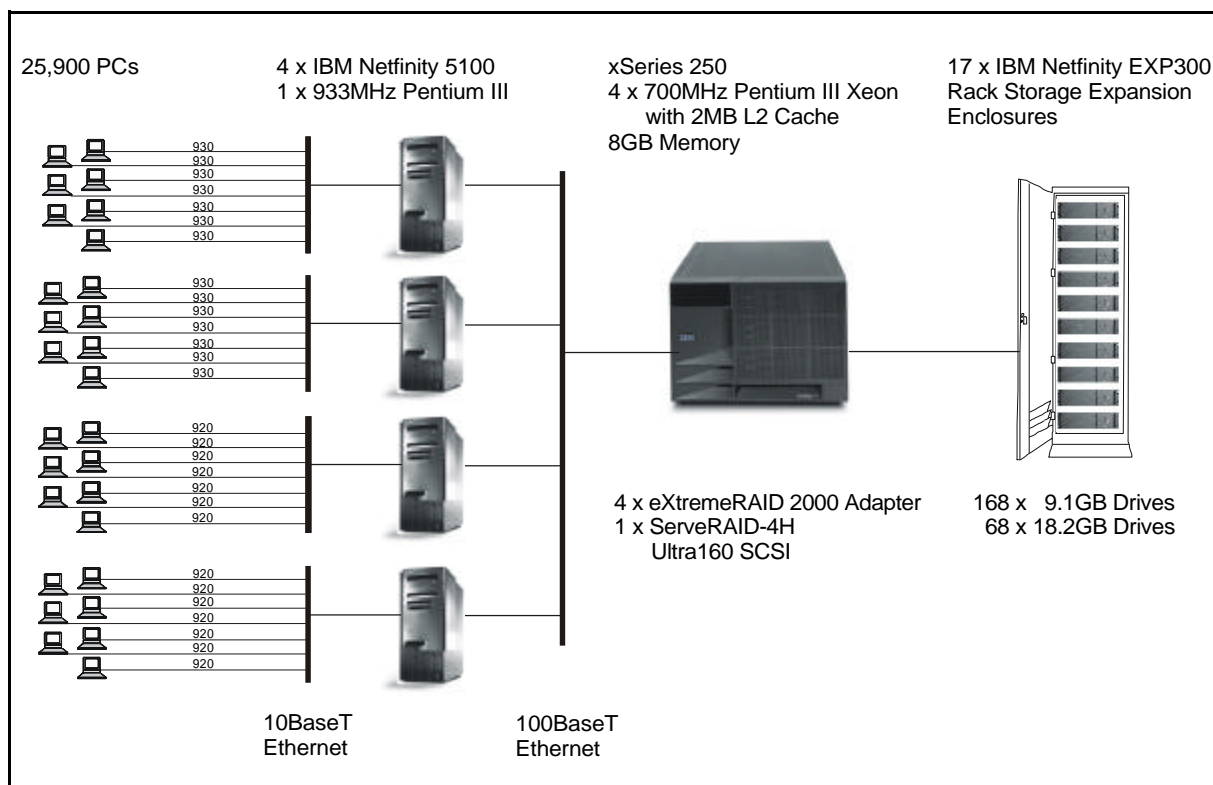 25,900 PCs
4 x IBM Netfinity 5100
1 x 933MHz Pentium III
xSeries 250
4 x 700MHz Pentium III Xeon
with 2MB L2 Cache
8GB Memory
17 x IBM Netfinity EXP300
Rack Storage Expansion
Enclosures
930
930
930
930
930
930
930
930
930
930
930
930
930
930
920
920
920
920
920
920
920
920
920
920
920
920
920
920
IBM
4 x eXtremeRAID 2000 Adapter
1 x ServeRAID-4H
Ultra160 SCSI
168 x 9.1GB Drives
68 x 18.2GB Drives
10BaseT
Ethernet
100BaseT
Ethernet